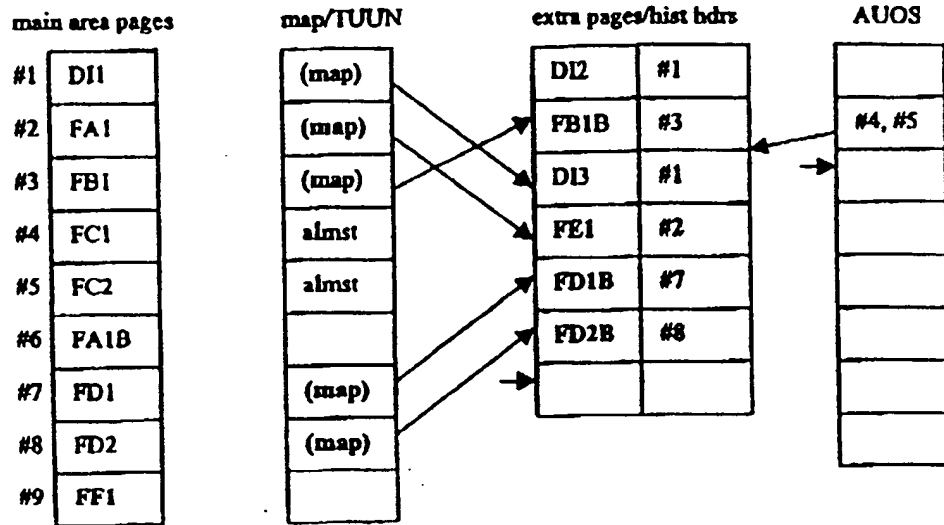 main area pages map/TUUN extra pages/hist hdrs AUOS
#1 DI1 (map) DI2 #1
#2 FA1 (map) FB1B #3 #4, #5
#3 FB1 (map) DI3 #1
#4 FC1 almst FE1 #2
#5 FC2 almst FD1B #7
#6 FA1B FD2B #8
#7 FD1 (map)
#8 FD2 (map)
#9 FF1